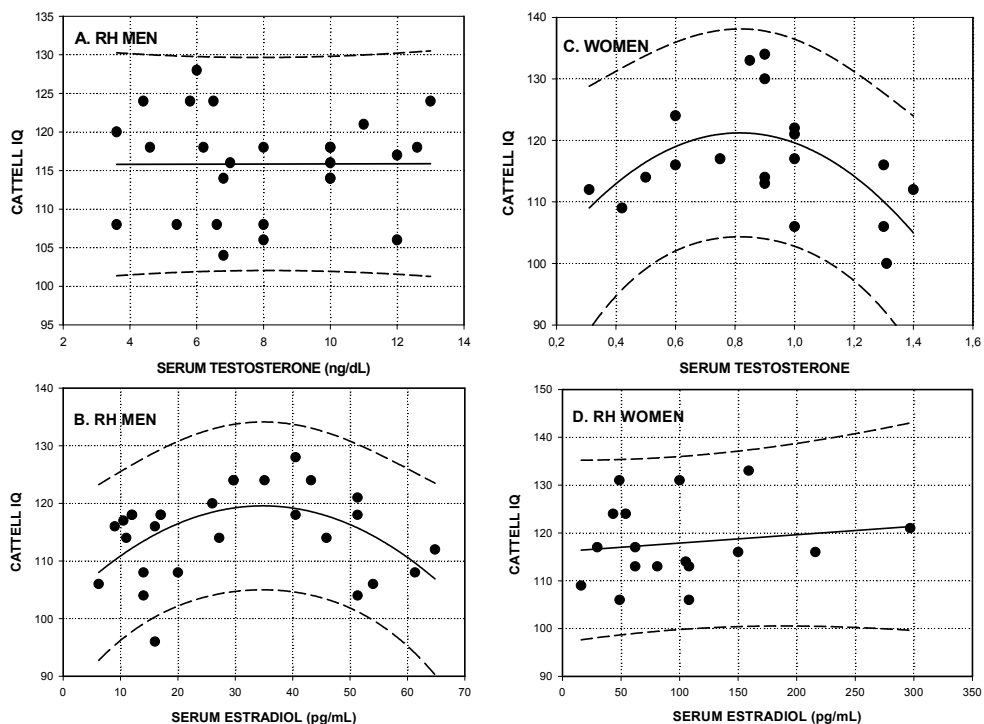 A. RH MEN
CATTELL IQ
135
130
125
120
115
110
105
100
95
2 4 6 8 10 12 14
SERUM TESTOSTERONE (ng/dL)
C. WOMEN
CATTELL IQ
140
130
120
110
100
90
0,2 0,4 0,6 0,8 1,0 1,2 1,4 1,6
SERUM TESTOSTERONE
B. RH MEN
CATTELL IQ
140
130
120
110
100
90
0 10 20 30 40 50 60 70
SERUM ESTRADIOL (pg/mL)
D. RH WOMEN
CATTELL IQ
150
140
130
120
110
100
90
0 50 100 150 200 250 300 350
SERUM ESTRADIOL (pg/mL)